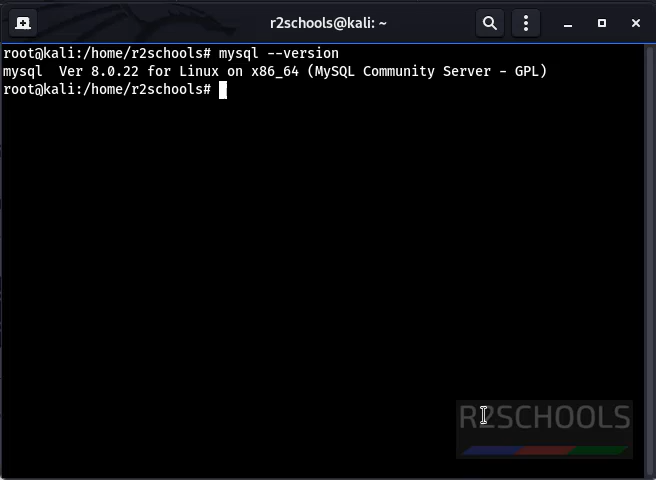 r2schools@kali: ~
root@kali:/home/r2schools# mysql --version
mysql  Ver 8.0.22 for Linux on x86_64 (MySQL Community Server - GPL)
root@kali:/home/r2schools#
R2SCHOOLS